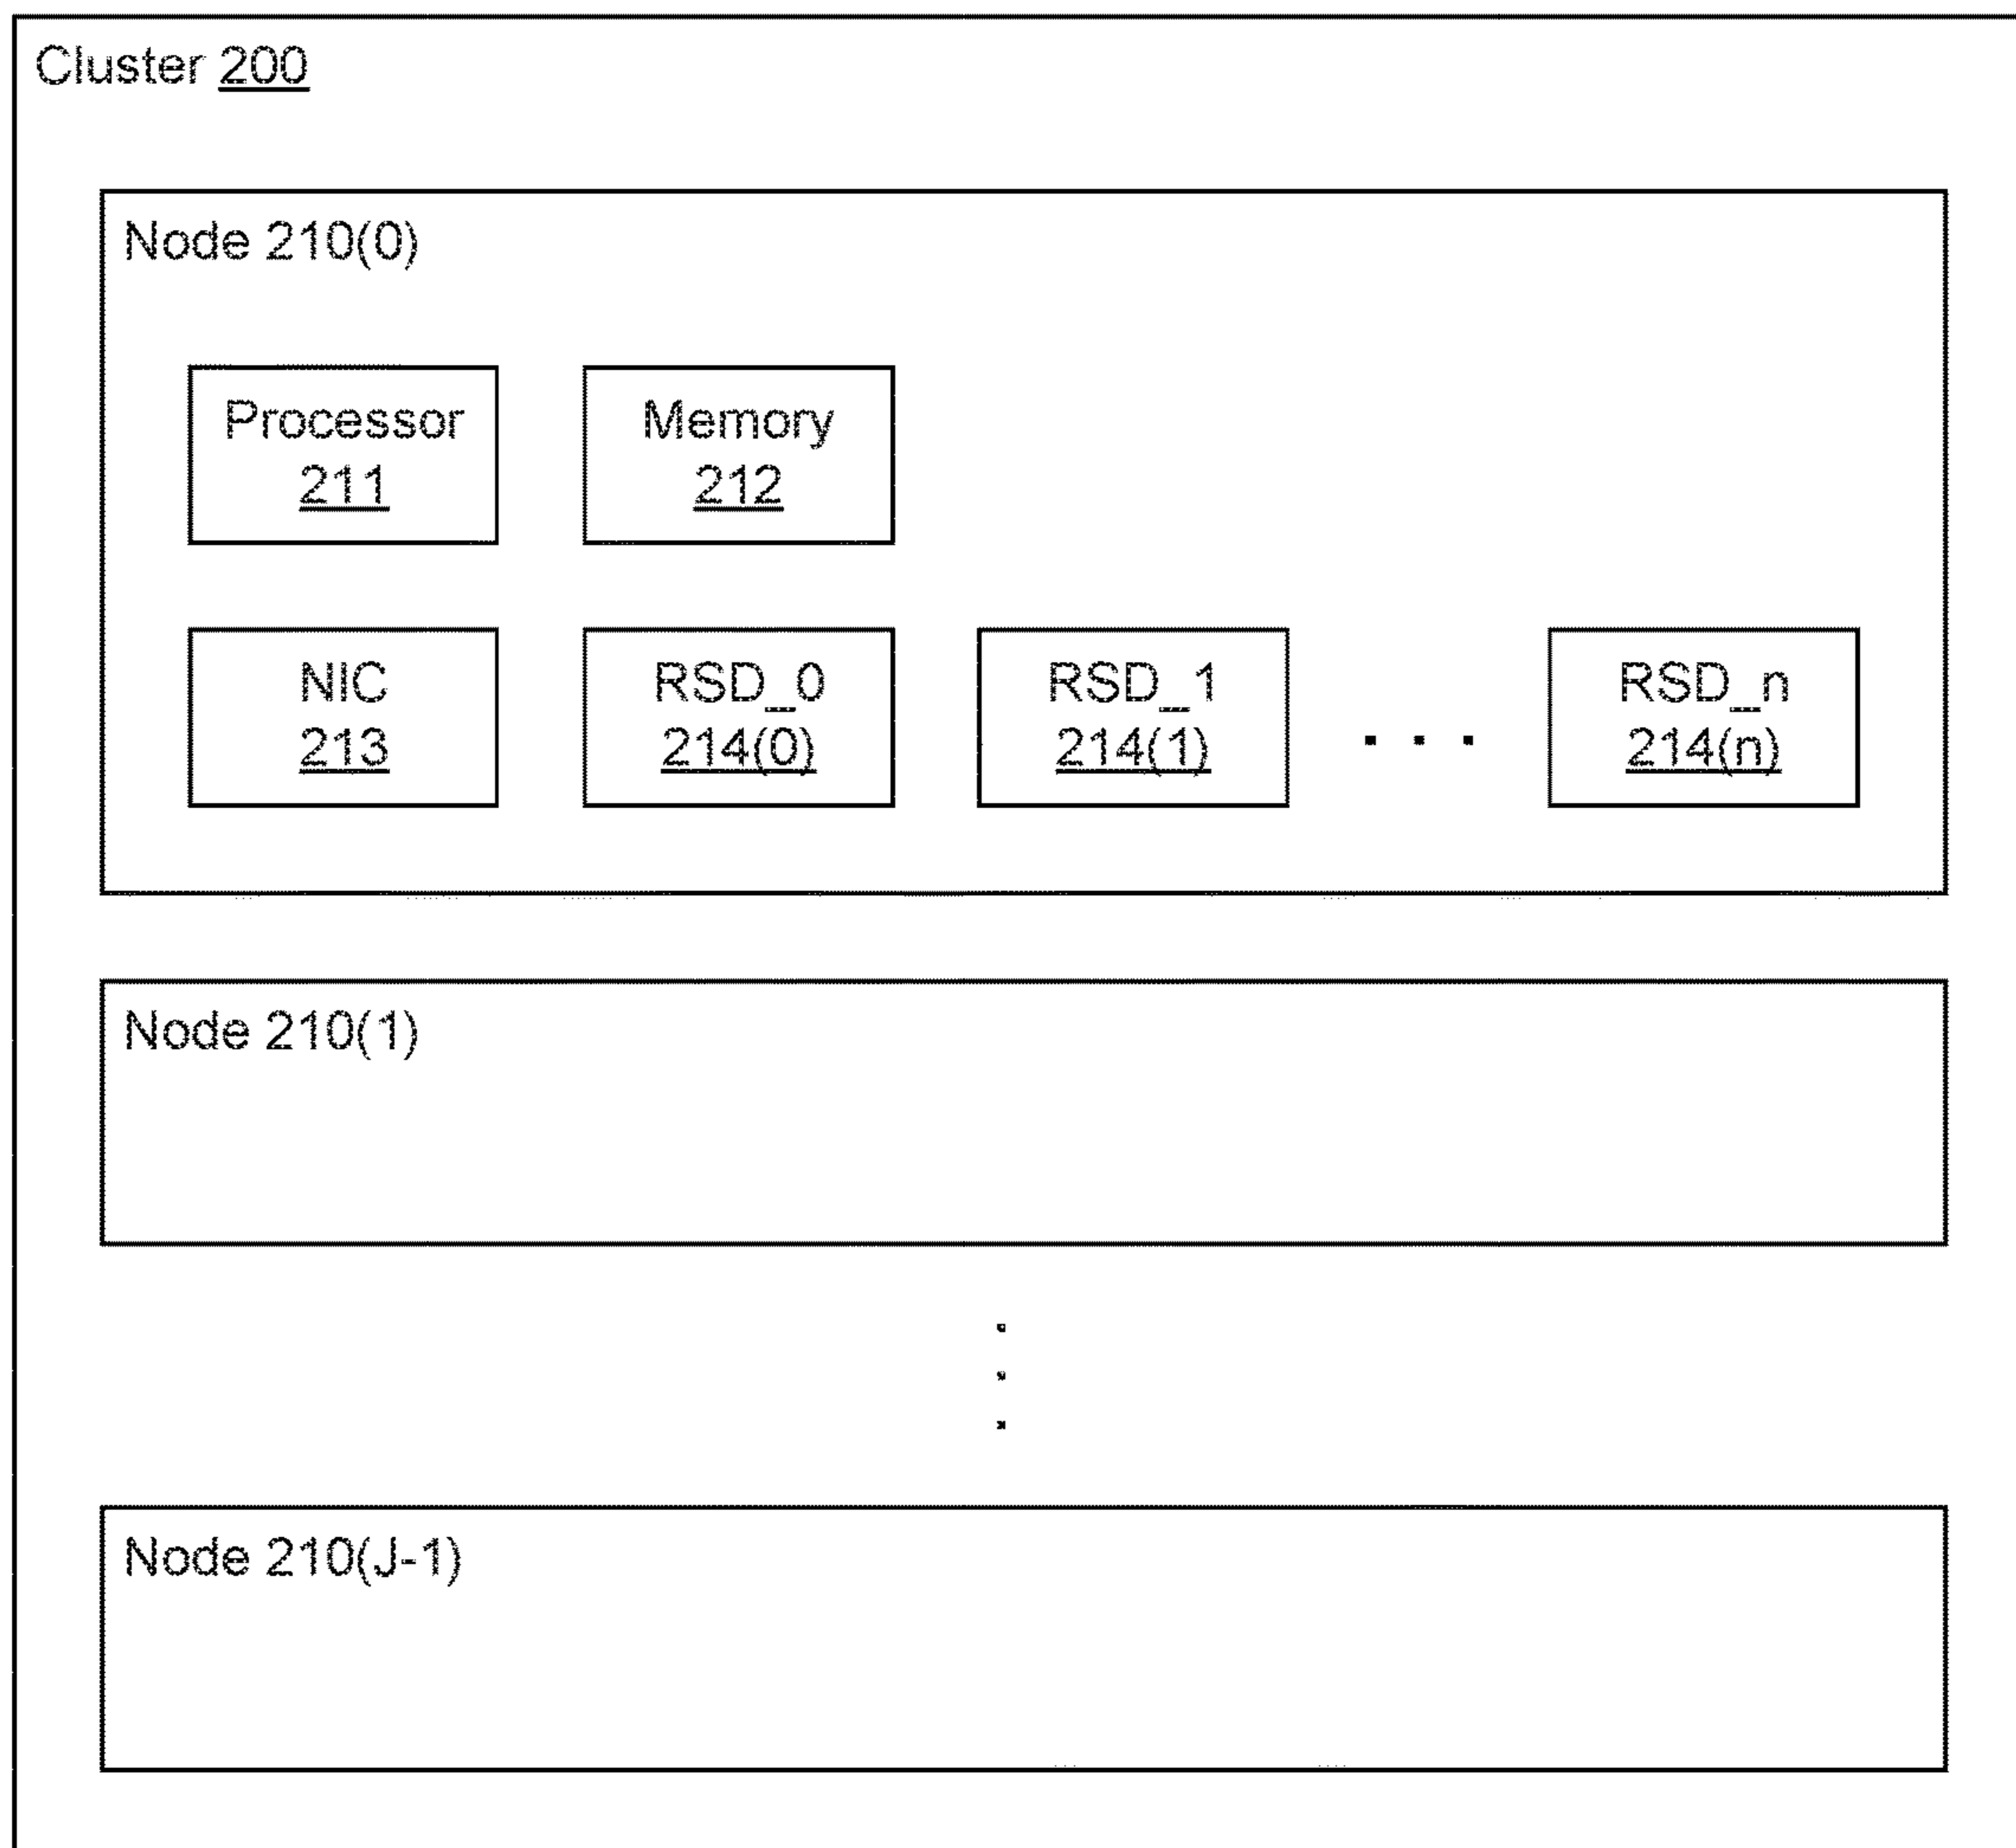 Cluster 200
Node 210(0)
Processor
211
Memory
212
NIC
213
RSD_0
214(0)
RSD_1
214(1)
. . .
RSD_n
214(n)
Node 210(1)
.
.
.
Node 210(J-1)